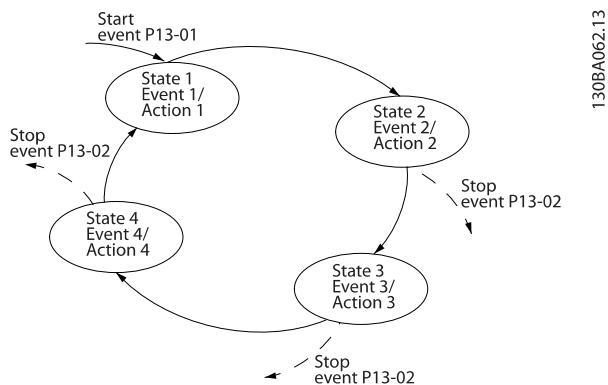 Start
event P13-01
130BA062.13
State 1
Event 1/
Action 1
State 2
Event 2/
Action 2
Stop
event P13-02
Stop
event P13-02
State 4
Event 4/
Action 4
State 3
Event 3/
Action 3
Stop
event P13-02